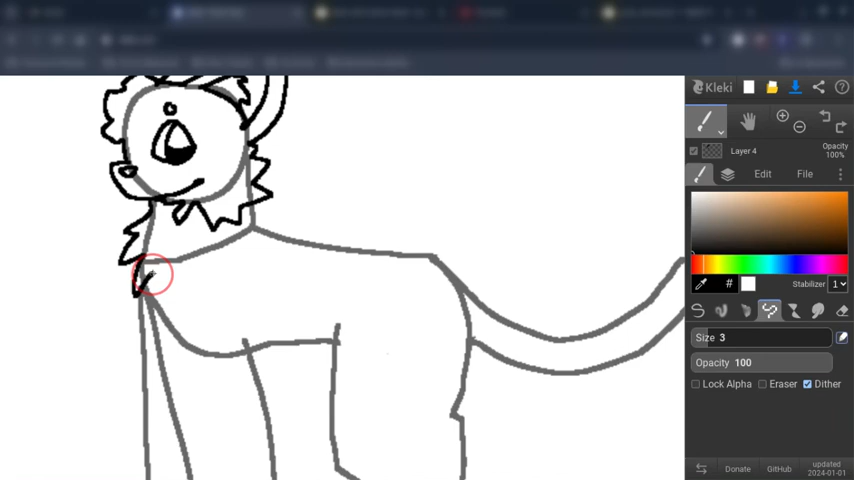 Kleki
Layer 4
Opacity
100%
Edit
File
#
Stabilizer 1
Size 3
Opacity 100
Lock Alpha
Eraser
Dither
Donate
GitHub
updated
2024-01-01